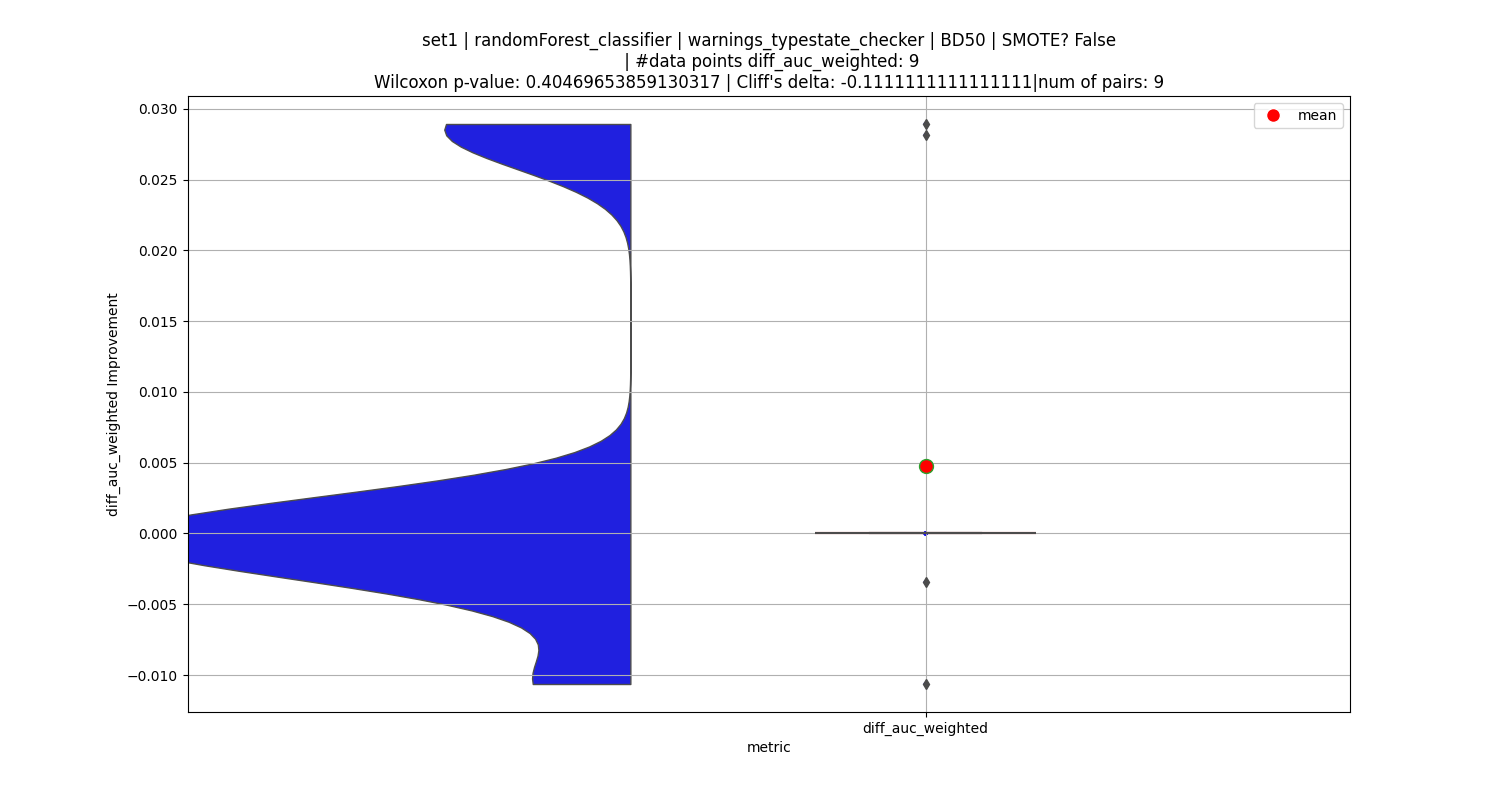 set1 | randomForest_classifier | warnings_typestate_checker | BD50 | SMOTE? False
| #data points diff_auc_weighted: 9
Wilcoxon p-value: 0.40469653859130317 | Cliff's delta: -0.1111111111111111|num of pairs: 9
mean
0.030
0.025
0.020
0.015
0.010
0.005
0.000
−0.005
−0.010
diff_auc_weighted Improvement
diff_auc_weighted
metric